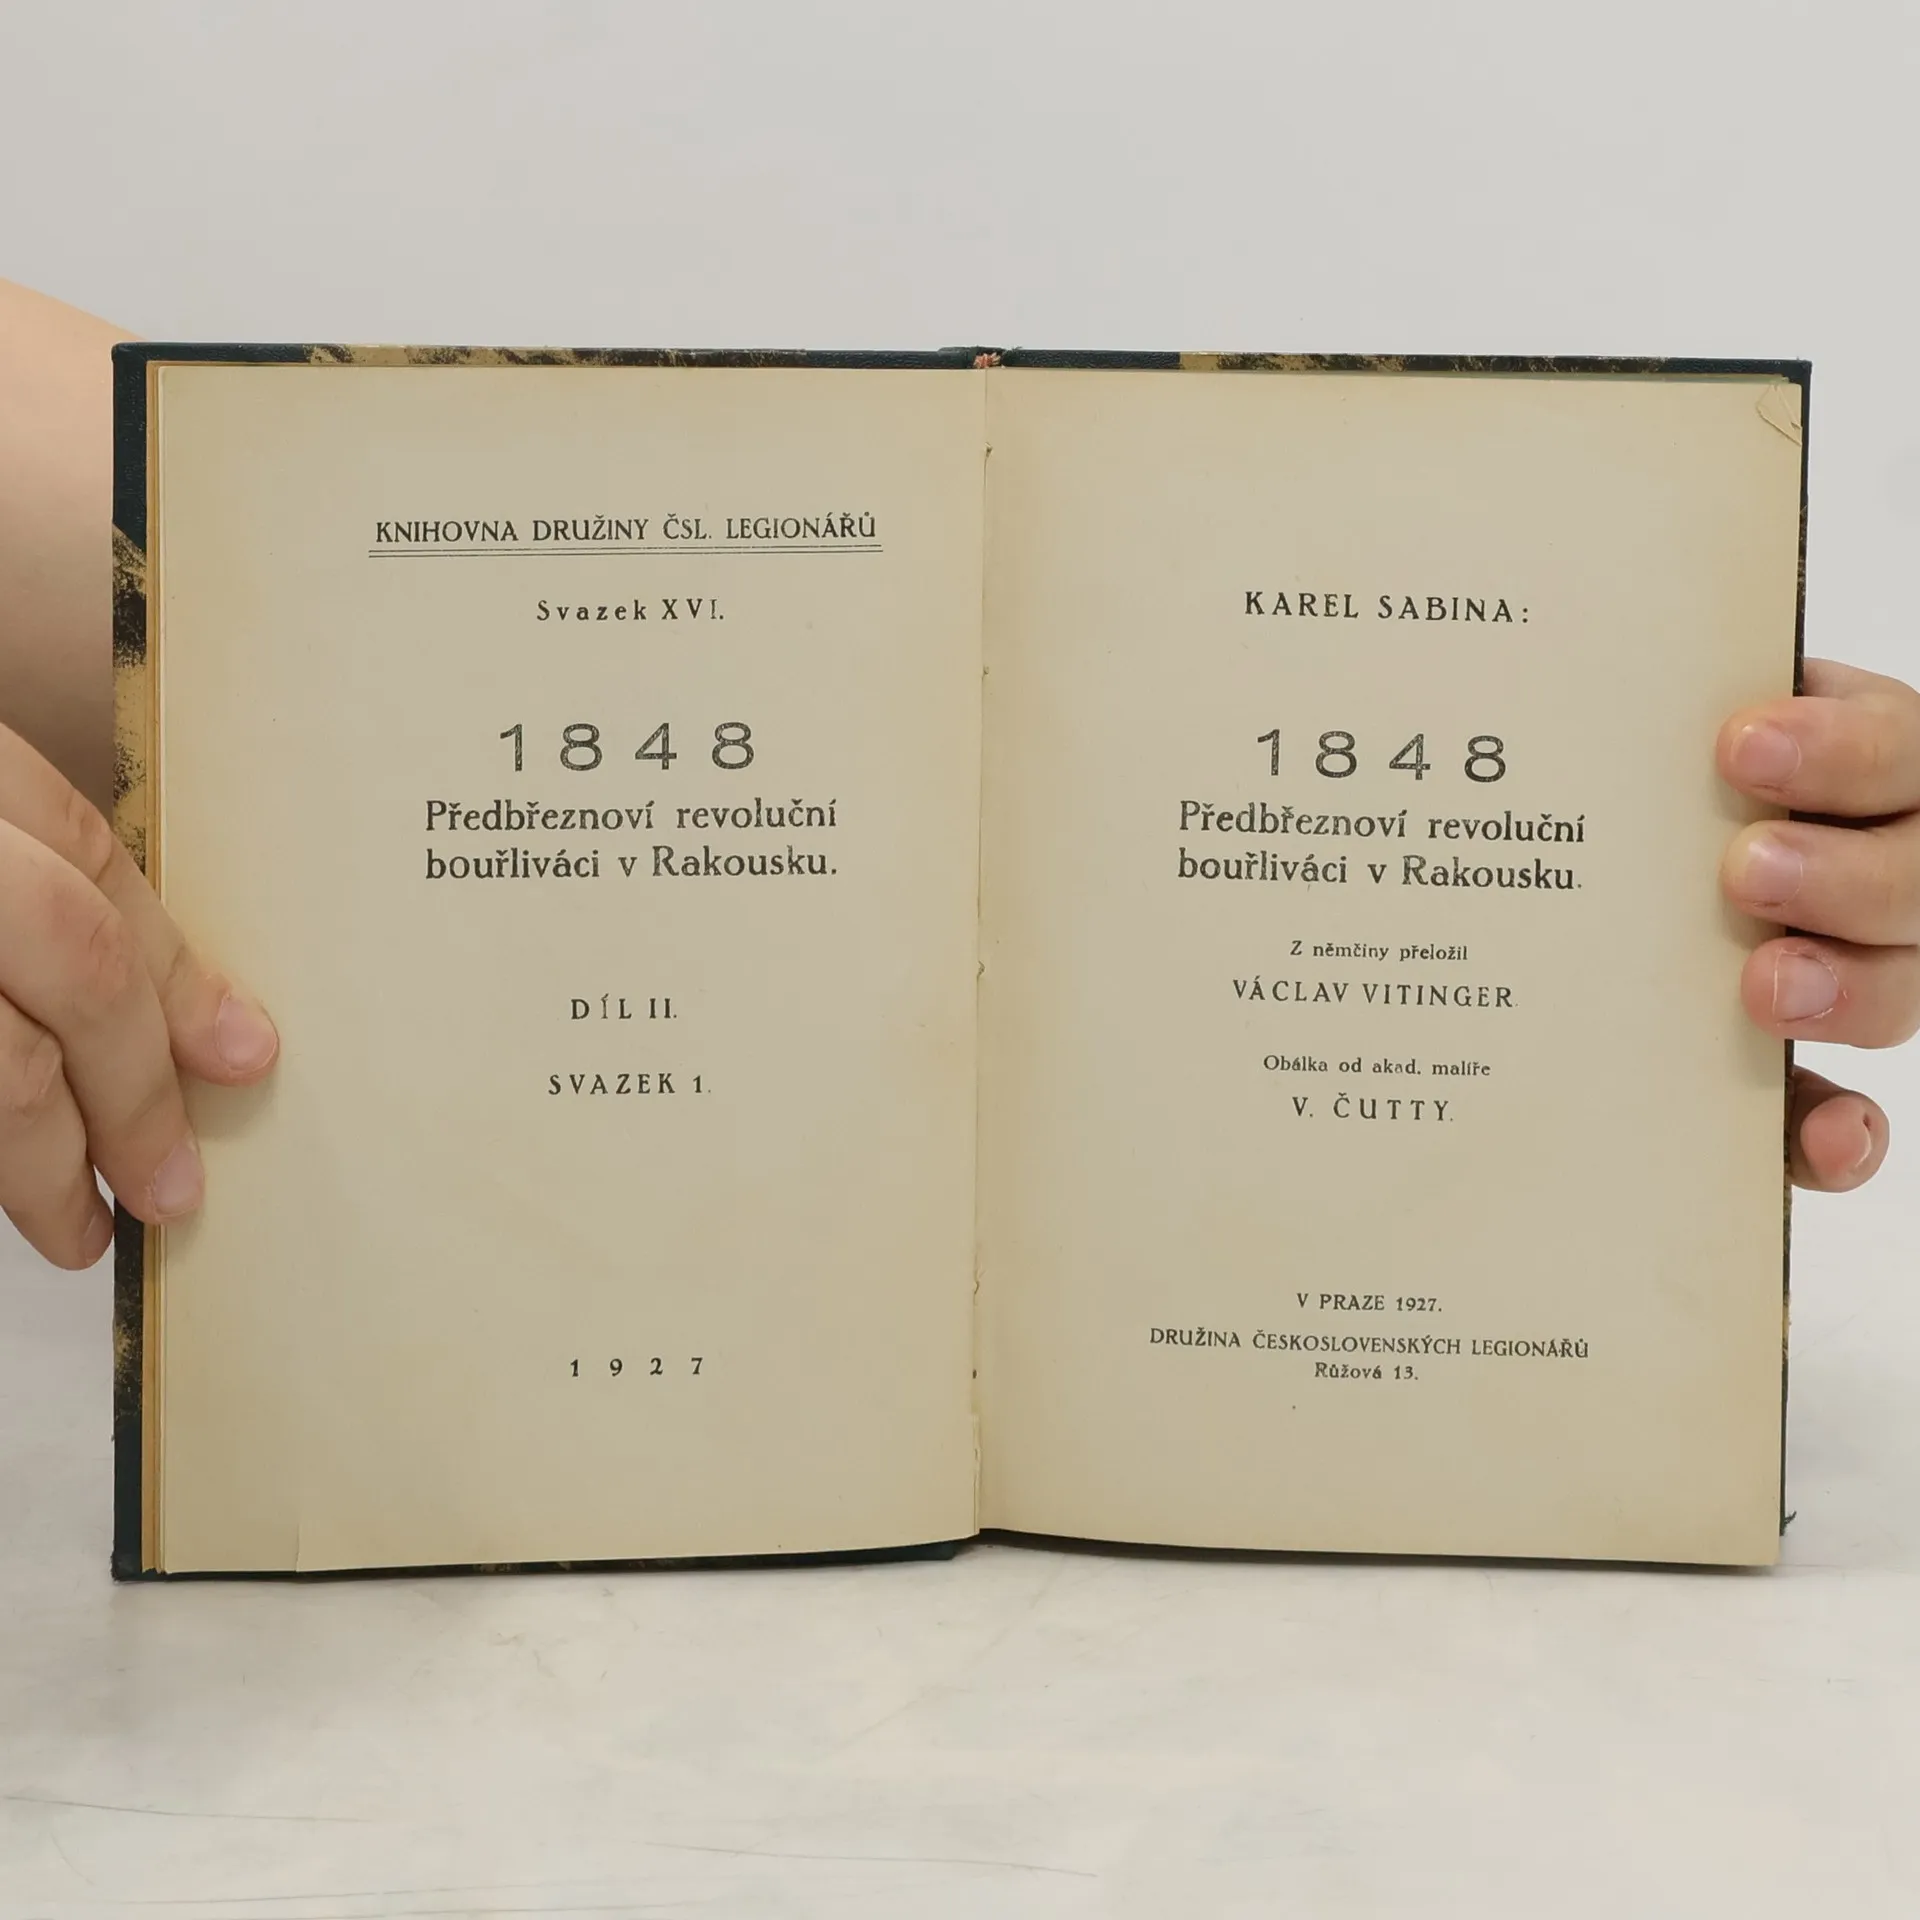 KNIHOVNA DRUŽINY ČSL. LEGIONÁŘŮ
Svazek XVI.
1848
Předbřeznoví revoluční
bouřliváci v Rakousku.
DÍL II.
SVAZEK 1.
1927
KAREL SABINA:
1848
Předbřeznoví revoluční
bouřliváci v Rakousku.
Z němčiny přeložil
VÁCLAV VITINGER.
Obálka od akad. malíře
V. ČUTTY.
V PRAZE 1927.
DRUŽINA ČESKOSLOVENSKÝCH LEGIONÁŘŮ
Růžová 13.